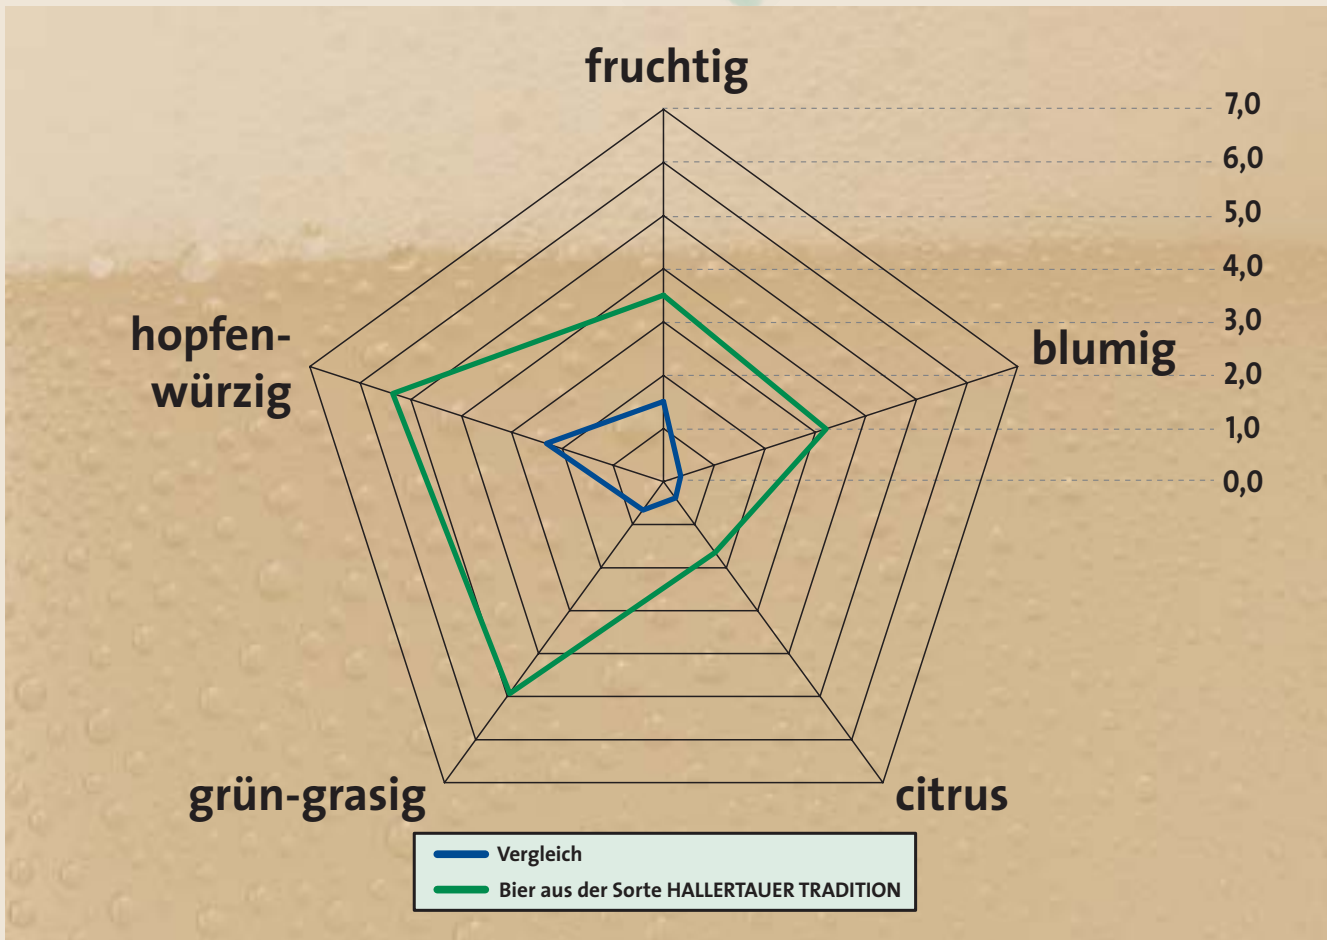 fruchtig
7,0
6,0
5,0
4,0
3,0
2,0
1,0
0,0
hopfen-
würzig
blumig
grün-grasig
citrus
Vergleich
Bier aus der Sorte HALLERTAUER TRADITION